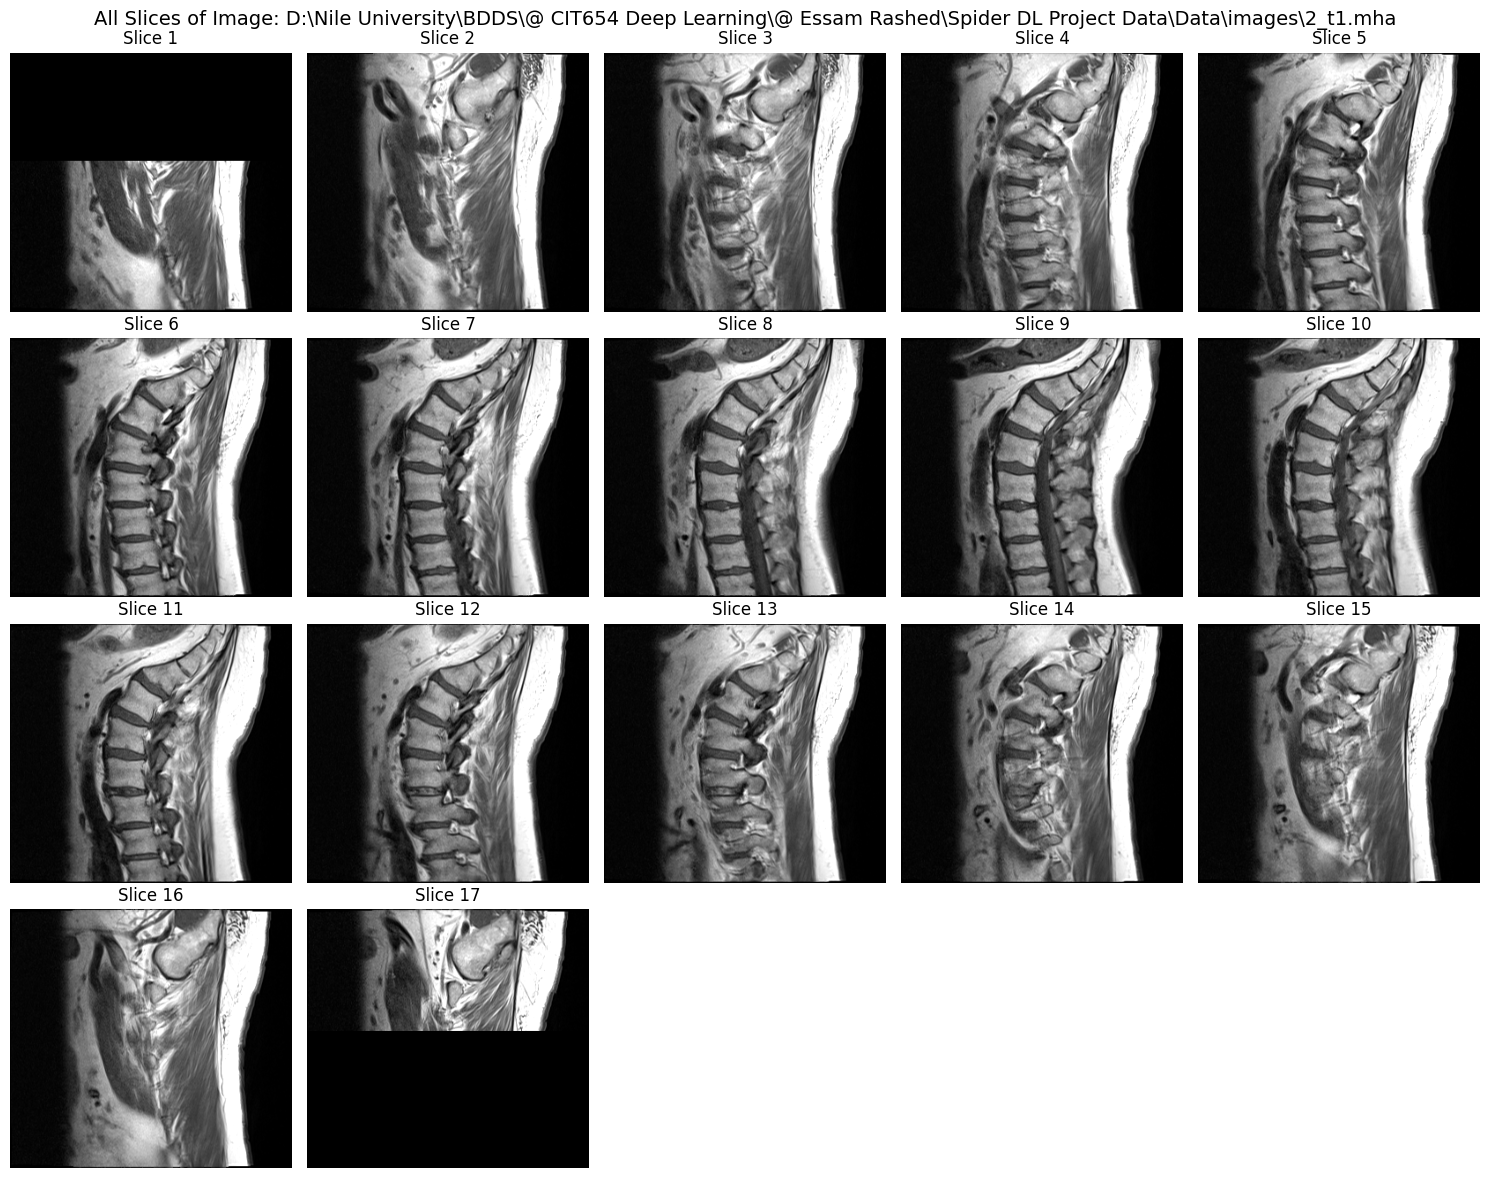 All Slices of Image: D:\Nile University\BDDS\@ CIT654 Deep Learning\@ Essam Rashed\Spider DL Project Data\Data\images\2_t1.mha
Slice 1
Slice 2
Slice 3
Slice 4
Slice 5
Slice 6
Slice 7
Slice 8
Slice 9
Slice 10
Slice 11
Slice 12
Slice 13
Slice 14
Slice 15
Slice 16
Slice 17